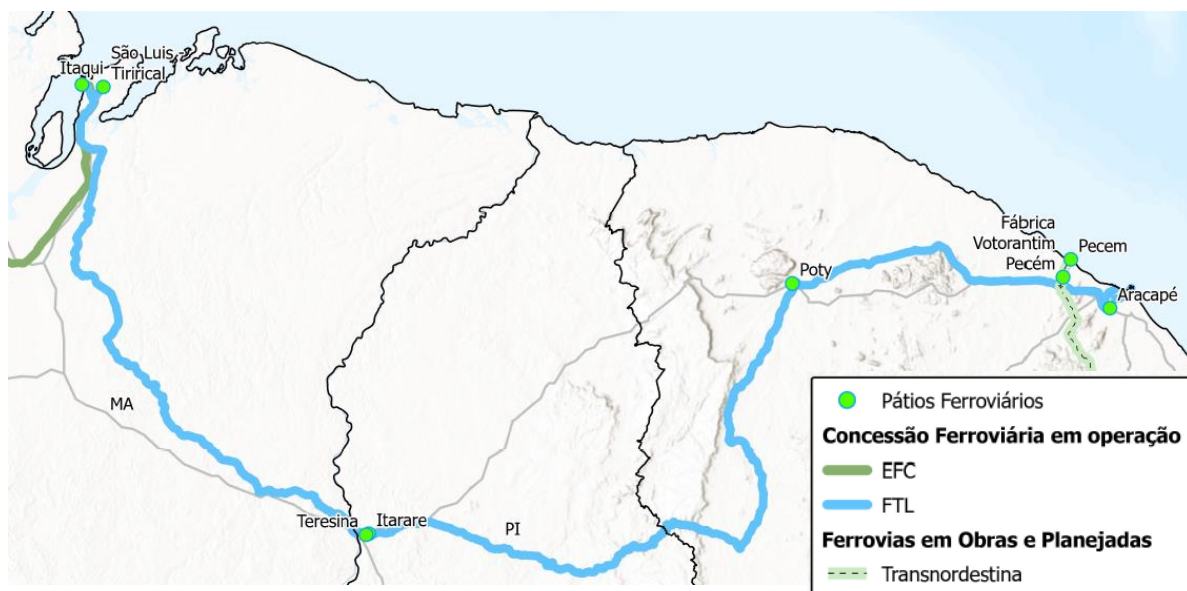 São Luis -
Itaqui
Tirirical
Fábrica
Votorantim
Pecém
Pecem
Poty
Aracapé
MA
Teresina
Itarare
PI
Pátios Ferroviários
Concessão Ferroviária em operação
EFC
FTL
Ferrovias em Obras e Planejadas
Transnordestina